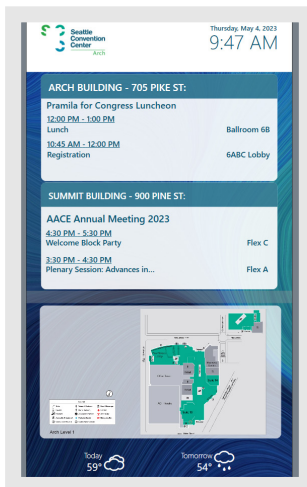 Seattle
Convention
Center
Arch
Thursday, May 4, 2023
9:47 AM
ARCH BUILDING - 705 PIKE ST:
Pramila for Congress Luncheon
12:00 PM - 1:00 PM
Lunch Ballroom 6B
10:45 AM - 12:00 PM
Registration 6ABC Lobby
SUMMIT BUILDING - 900 PINE ST:
AACE Annual Meeting 2023
4:30 PM - 5:30 PM
Welcome Block Party Flex C
3:30 PM - 4:30 PM
Plenary Session: Advances in... Flex A
Arch Level 1
Today
59°
Tomorrow
54°